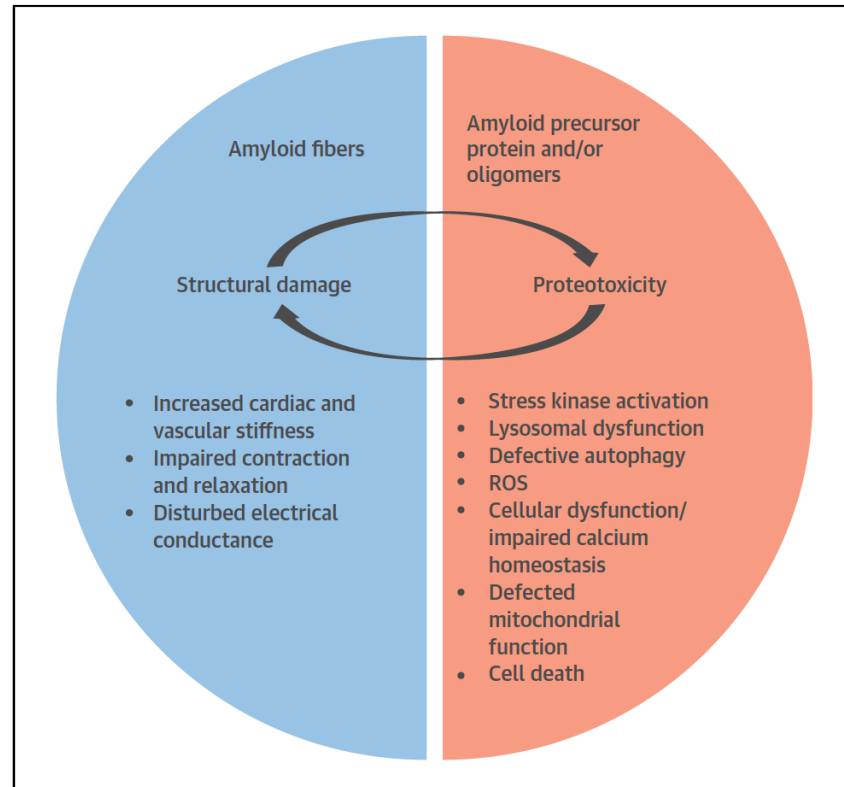 Amyloid fibers
Structural damage
• Increased cardiac and
vascular stiffness
• Impaired contraction
and relaxation
• Disturbed electrical
conductance
Amyloid precursor
protein and/or
oligomers
Proteotoxicity
• Stress kinase activation
• Lysosomal dysfunction
• Defective autophagy
• ROS
• Cellular dysfunction/
impaired calcium
homeostasis
• Defected
mitochondrial
function
• Cell death